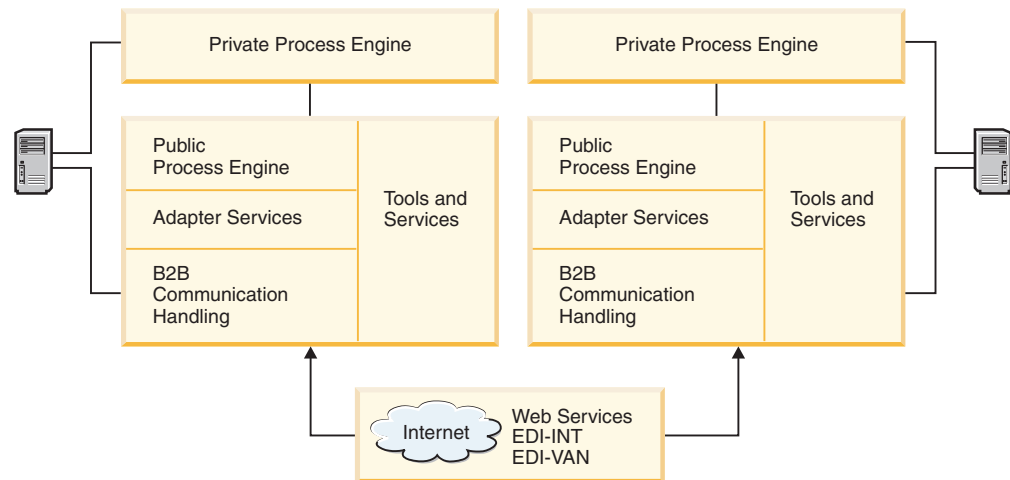 Private Process Engine
Private Process Engine
Public
Process Engine
Adapter Services
B2B
Communication
Handling
Tools and
Services
Public
Process Engine
Adapter Services
B2B
Communication
Handling
Tools and
Services
Internet
Web Services
EDI-INT
EDI-VAN